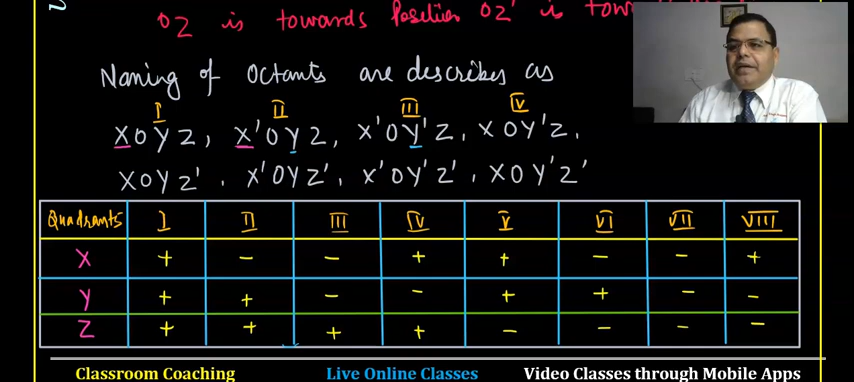 OZ is towards Position OZ' is
Naming of Octants are describes as
I II III IV
XOYZ, X'OYZ, X'OY'Z, XOY'Z,
XOYZ', X'OYZ', X'OY'Z', XOY'Z'
Quadrants I II III IV V VI VII VIII
X + − − + + − − +
Y + + − − + + − −
Z + + + + − − − −
Classroom Coaching Live Online Classes Video Classes through Mobile Apps